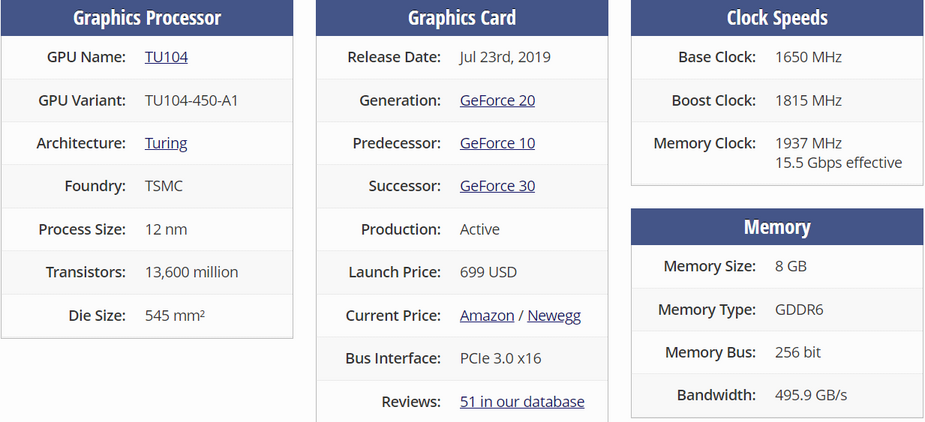 Graphics Processor
GPU Name: TU104
GPU Variant: TU104-450-A1
Architecture: Turing
Foundry: TSMC
Process Size: 12 nm
Transistors: 13,600 million
Die Size: 545 mm²
Graphics Card
Release Date: Jul 23rd, 2019
Generation: GeForce 20
Predecessor: GeForce 10
Successor: GeForce 30
Production: Active
Launch Price: 699 USD
Current Price: Amazon / Newegg
Bus Interface: PCIe 3.0 x16
Reviews: 51 in our database
Clock Speeds
Base Clock: 1650 MHz
Boost Clock: 1815 MHz
Memory Clock: 1937 MHz
15.5 Gbps effective
Memory
Memory Size: 8 GB
Memory Type: GDDR6
Memory Bus: 256 bit
Bandwidth: 495.9 GB/s